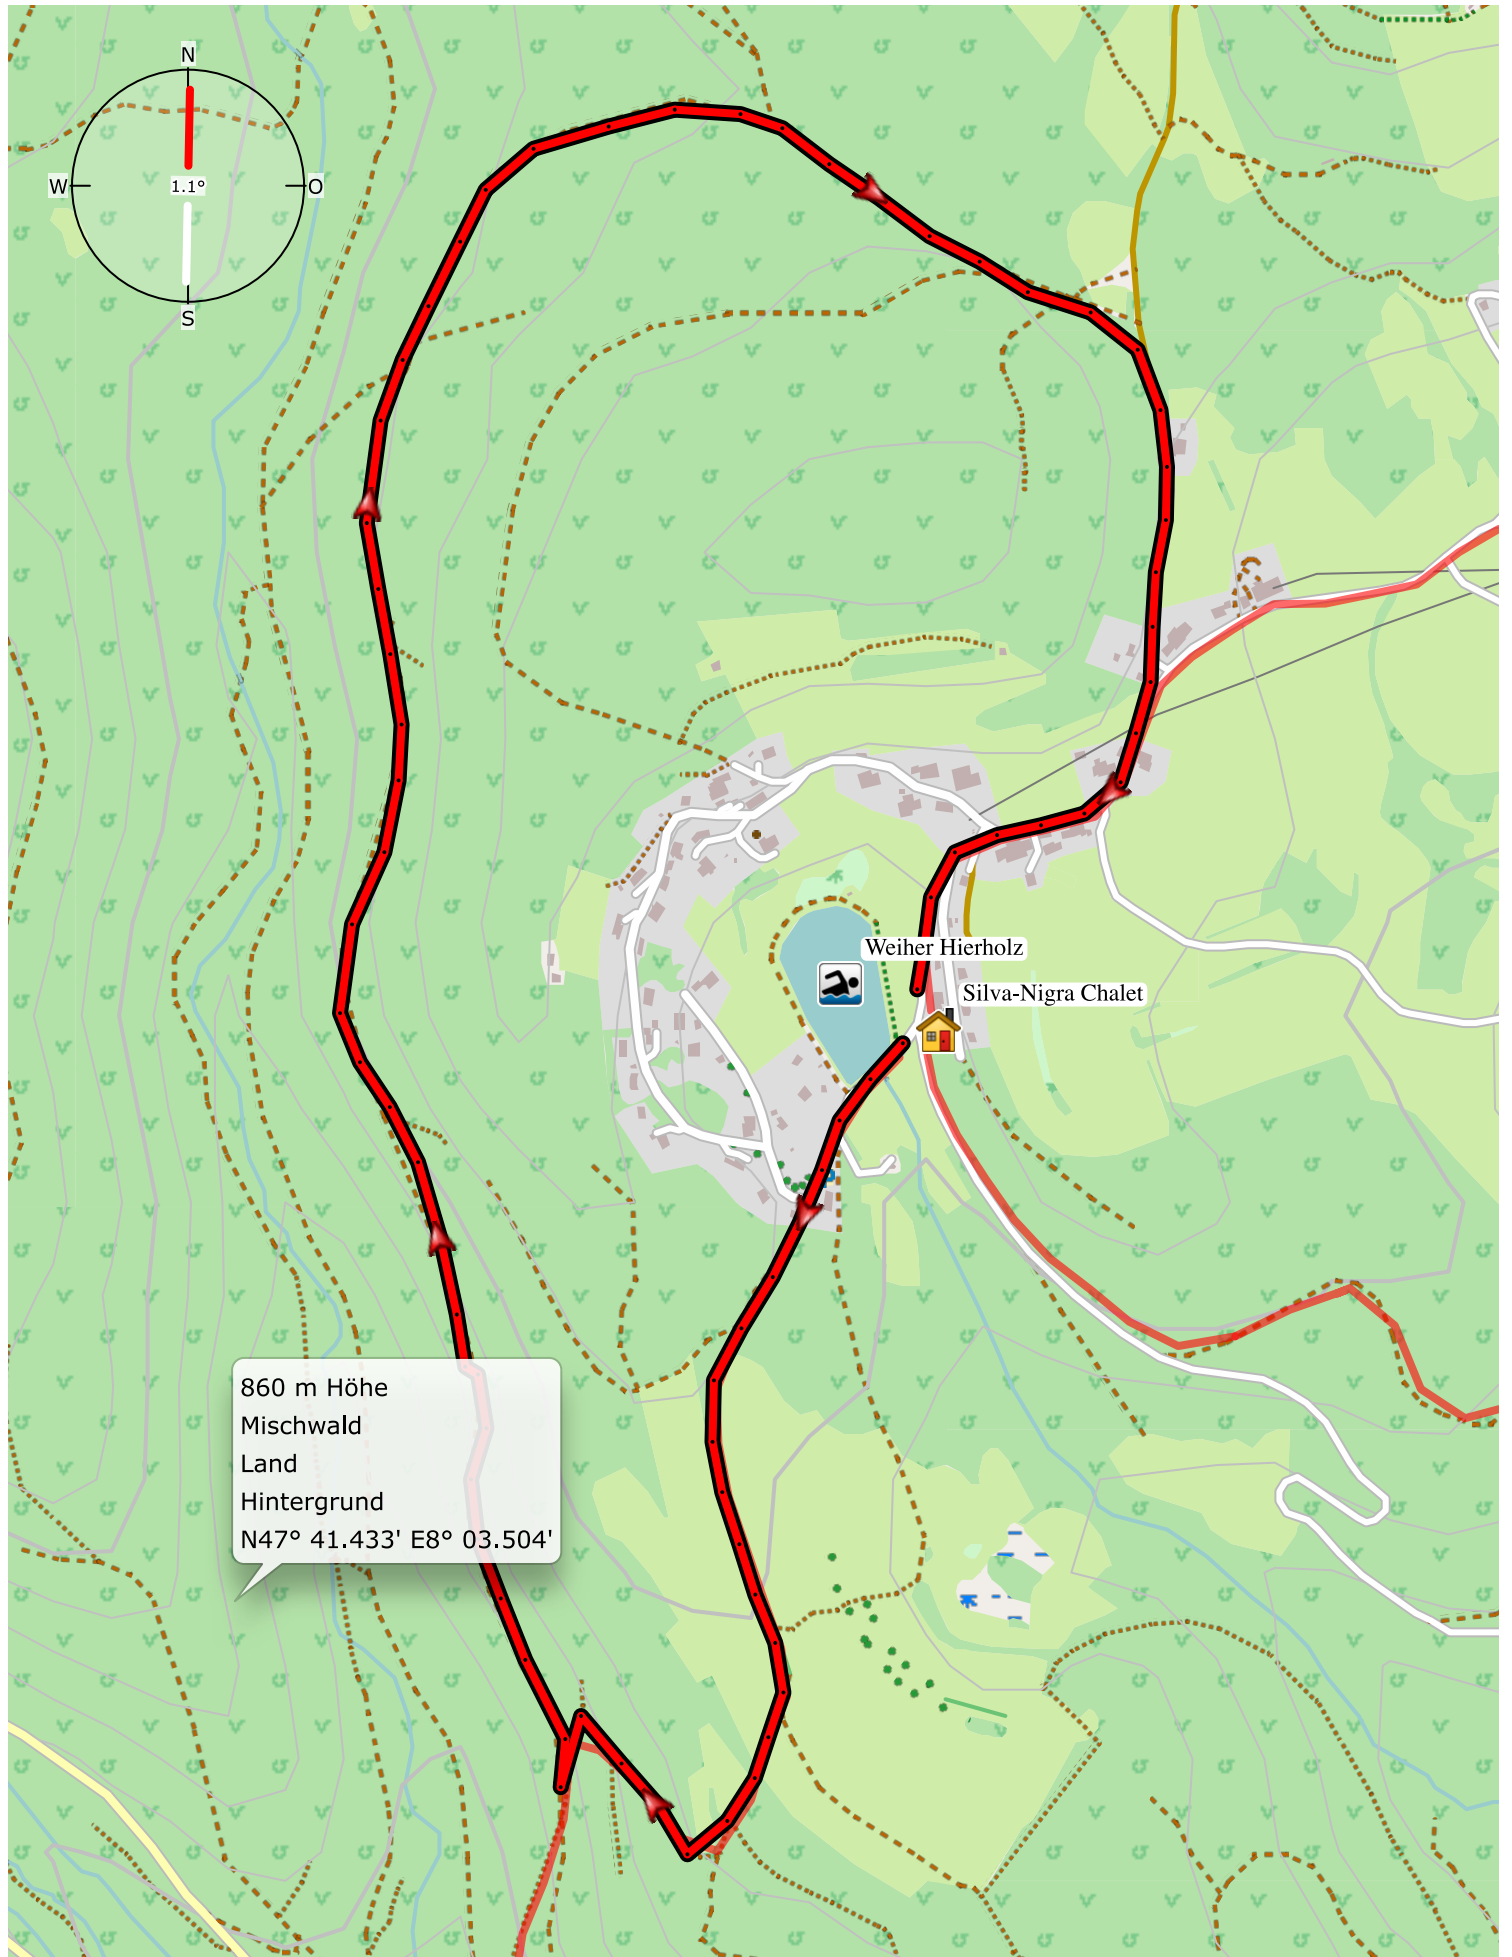 N
W
1.1°
O
S
Weiher Hierholz
Silva-Nigra Chalet
860 m Höhe
Mischwald
Land
Hintergrund
N47° 41.433' E8° 03.504'